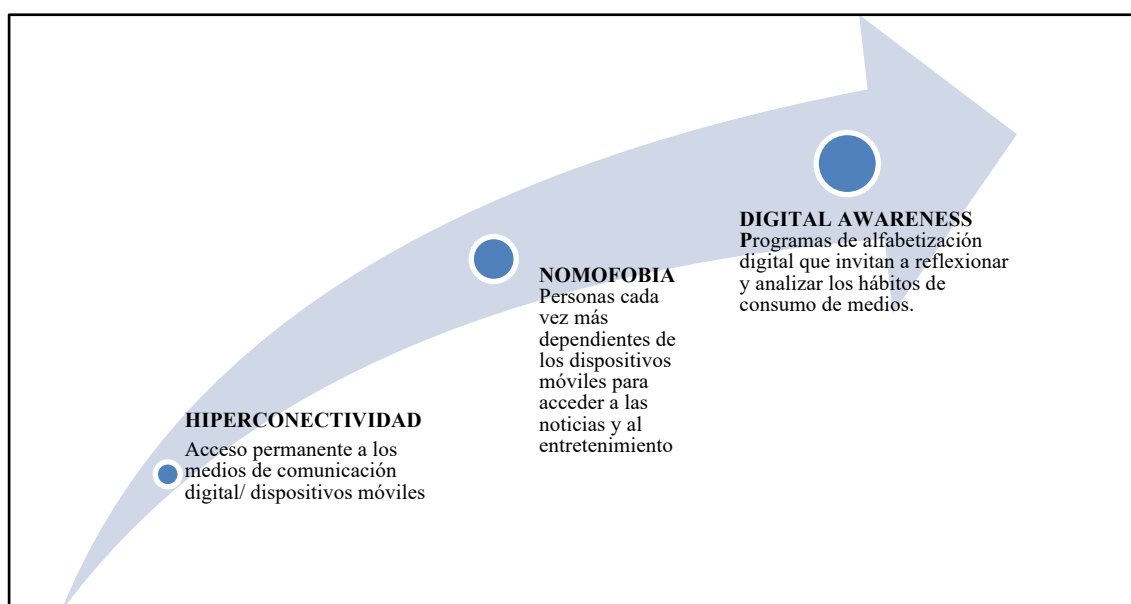 HIPERCONECTIVIDAD
Acceso permanente a los
medios de comunicación
digital/ dispositivos móviles
NOMOFOBIA
Personas cada
vez más
dependientes de
los dispositivos
móviles para
acceder a las
noticias y al
entretenimiento
DIGITAL AWARENESS
Programas de alfabetización
digital que invitan a reflexionar
y analizar los hábitos de
consumo de medios.